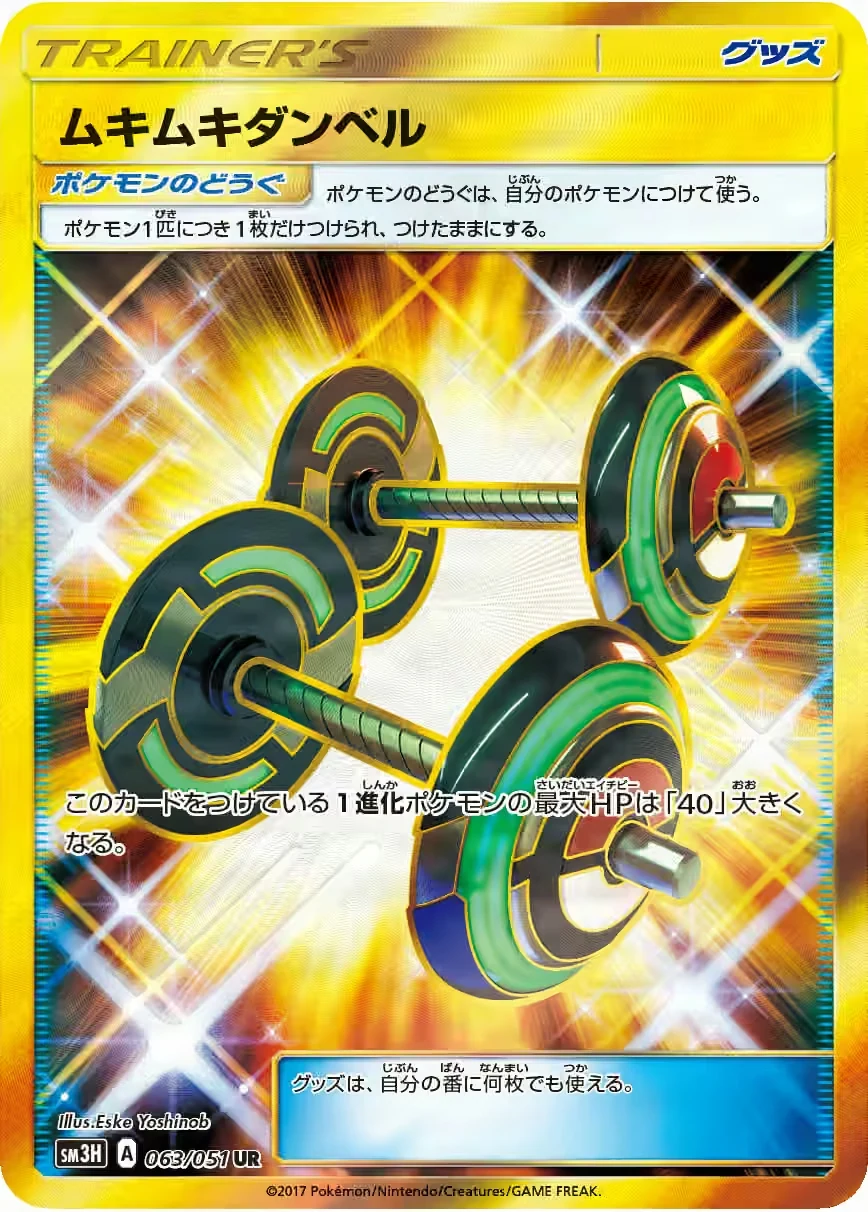 TRAINER'S
グッズ
ムキムキダンベル
ポケモンのどうぐ
ポケモンのどうぐは、自分のポケモンにつけて使う。
ポケモン1匹につき1枚だけつけられ、つけたままにする。
このカードをつけている1進化ポケモンの最大HPは「40」大きく
なる。
グッズは、自分の番に何枚でも使える。
Illus.Eske Yoshinob
SM3H A 063/051 UR
©2017 Pokémon/Nintendo/Creatures/GAME FREAK.